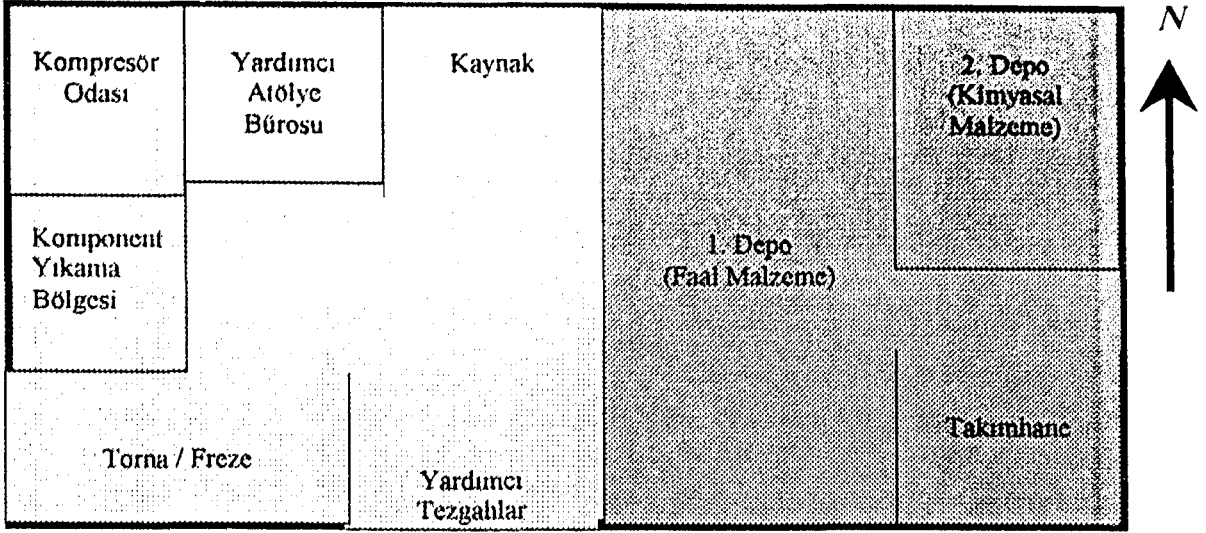 Kompresör
Odası
Yardımcı
Atölye
Bürosu
Kaynak
2. Depo
(Kimyasal
Malzeme)
N
Komponent
Yıkama
Bölgesi
1. Depo
(Faal Malzeme)
Torna / Freze
Yardımcı
Tezgahlar
Takımhane